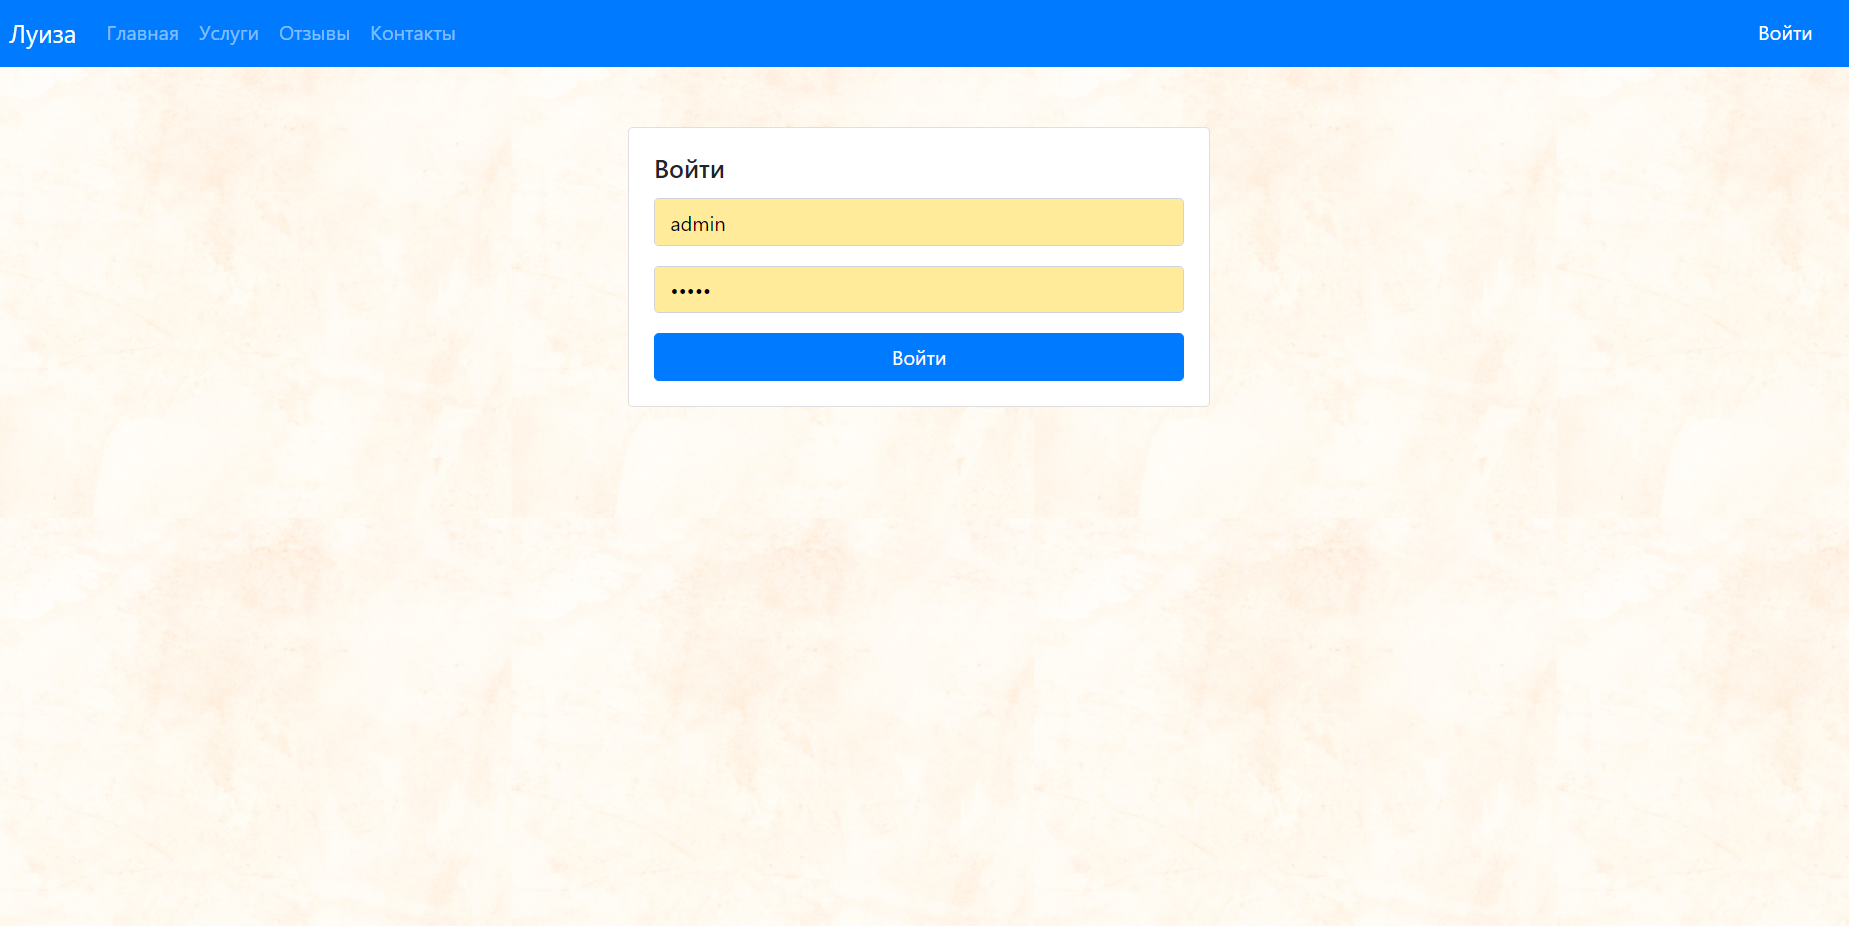 Луиза Главная Услуги Отзывы Контакты Войти
Войти
admin
•••••
Войти